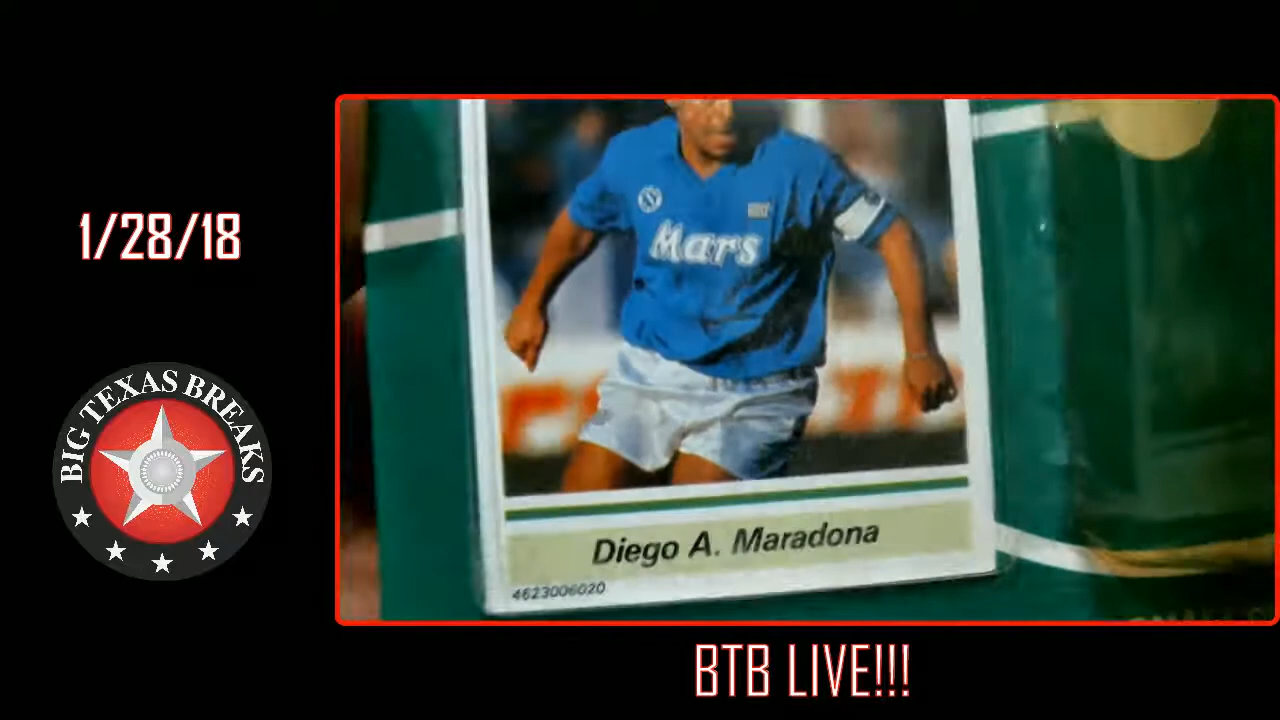 1/28/18
BIG TEXAS BREAKS
Mars
Diego A. Maradona
4623006020
BTB LIVE!!!